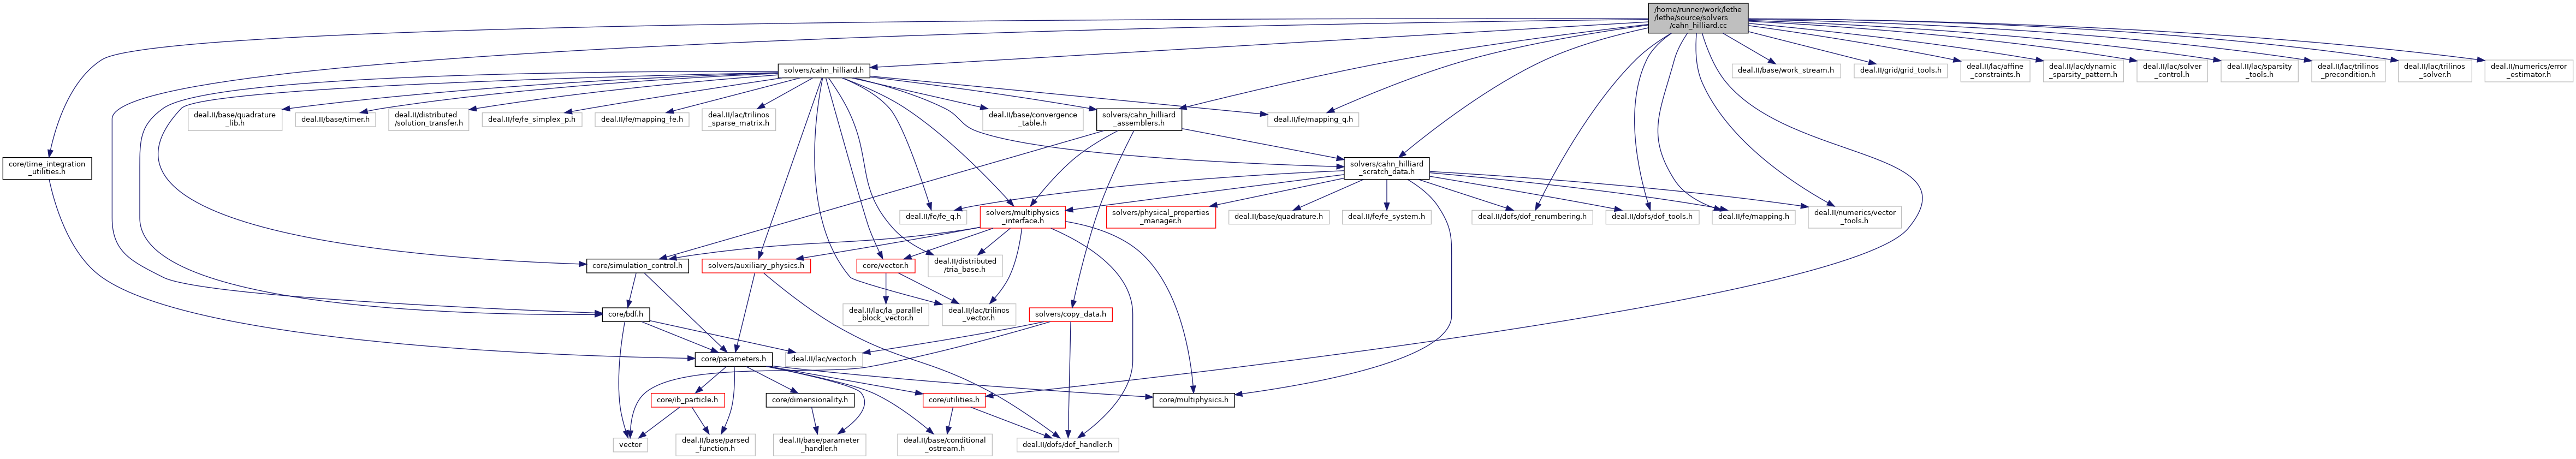 /home/runner/work/lethe
/lethe/source/solvers
/cahn_hilliard.cc
solvers/cahn_hilliard.h
deal.II/base/work_stream.h
deal.II/grid/grid_tools.h
deal.II/lac/affine
_constraints.h
deal.II/lac/dynamic
_sparsity_pattern.h
deal.II/lac/solver
_control.h
deal.II/lac/sparsity
_tools.h
deal.II/lac/trilinos
_precondition.h
deal.II/lac/trilinos
_solver.h
deal.II/numerics/error
_estimator.h
deal.II/base/quadrature
_lib.h
deal.II/base/timer.h
deal.II/distributed
/solution_transfer.h
deal.II/fe/fe_simplex_p.h
deal.II/fe/mapping_fe.h
deal.II/lac/trilinos
_sparse_matrix.h
deal.II/base/convergence
_table.h
solvers/cahn_hilliard
_assemblers.h
deal.II/fe/mapping_q.h
core/time_integration
_utilities.h
solvers/cahn_hilliard
_scratch_data.h
deal.II/fe/fe_q.h
solvers/multiphysics
_interface.h
solvers/physical_properties
_manager.h
deal.II/base/quadrature.h
deal.II/fe/fe_system.h
deal.II/dofs/dof_renumbering.h
deal.II/dofs/dof_tools.h
deal.II/fe/mapping.h
deal.II/numerics/vector
_tools.h
core/simulation_control.h
solvers/auxiliary_physics.h
core/vector.h
deal.II/distributed
/tria_base.h
core/bdf.h
deal.II/lac/la_parallel
_block_vector.h
deal.II/lac/trilinos
_vector.h
solvers/copy_data.h
core/parameters.h
deal.II/lac/vector.h
core/ib_particle.h
core/dimensionality.h
core/utilities.h
core/multiphysics.h
vector
deal.II/base/parsed
_function.h
deal.II/base/parameter
_handler.h
deal.II/base/conditional
_ostream.h
deal.II/dofs/dof_handler.h